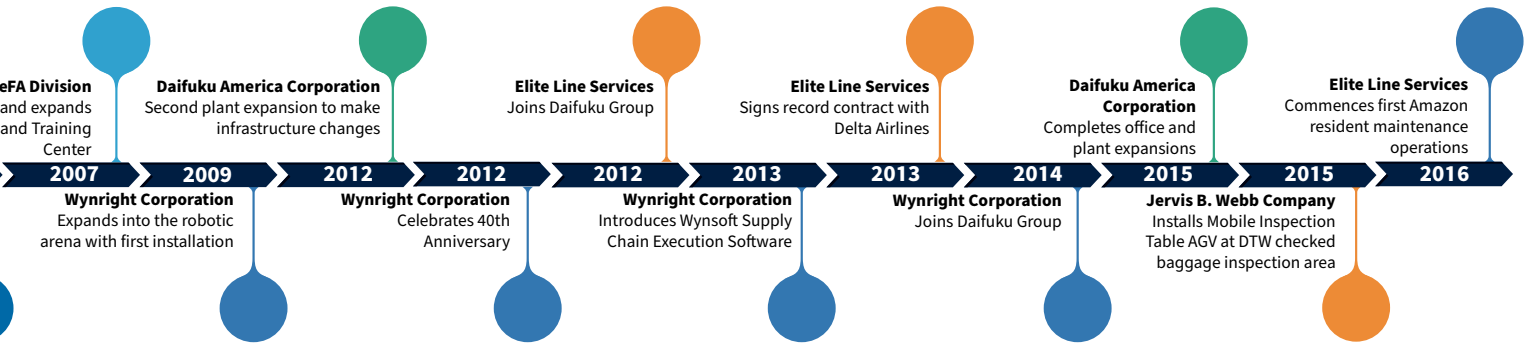 eFA Division
and expands
and Training
Center
Daifuku America Corporation
Second plant expansion to make
infrastructure changes
Elite Line Services
Joins Daifuku Group
Elite Line Services
Signs record contract with
Delta Airlines
Daifuku America
Corporation
Completes office and
plant expansions
Elite Line Services
Commences first Amazon
resident maintenance
operations
2007
2009
2012
2012
2012
2013
2013
2014
2015
2015
2016
Wynright Corporation
Expands into the robotic
arena with first installation
Wynright Corporation
Celebrates 40th
Anniversary
Wynright Corporation
Introduces Wynsoft Supply
Chain Execution Software
Wynright Corporation
Joins Daifuku Group
Jervis B. Webb Company
Installs Mobile Inspection
Table AGV at DTW checked
baggage inspection area